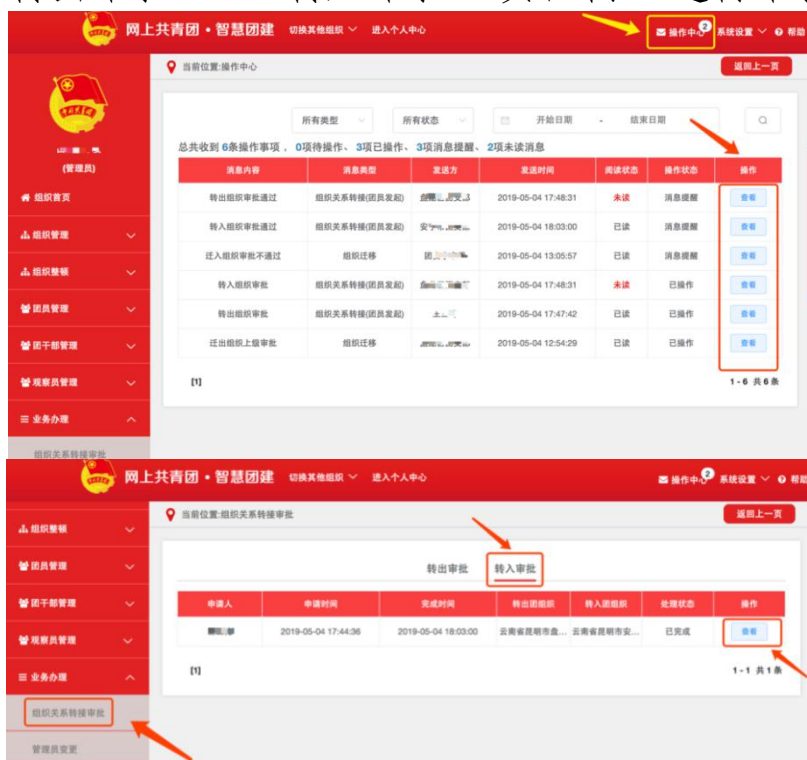 网上共青团·智慧团建 切换其他组织 进入个人中心 操作中心 2 系统设置 帮助
当前位置:操作中心 返回上一页
所有类型 所有状态 开始日期 - 结束日期
总共收到 6条操作事项， 0项待操作、 3项已操作、 3项消息提醒、 2项未读消息
(管理员)
消息内容 消息类型 发送方 发送时间 阅读状态 操作状态 操作
转出组织审批通过 组织关系转接(团员发起) 2019-05-04 17:48:31 未读 消息提醒 查看
组织首页
转入组织审批通过 组织关系转接(团员发起) 安 2019-05-04 18:03:00 已读 消息提醒 查看
组织管理
迁入组织审批不通过 组织迁移 团 2019-05-04 13:05:57 已读 消息提醒 查看
组织整顿
转入组织审批 组织关系转接(团员发起) 2019-05-04 17:48:31 未读 已操作 查看
团员管理
转出组织审批 组织关系转接(团员发起) 2019-05-04 17:47:42 已读 已操作 查看
团干部管理
迁出组织上级审批 组织迁移 2019-05-04 12:54:29 已读 已操作 查看
观察员管理
[1] 1-6 共6条
业务办理
组织关系转接审批
网上共青团·智慧团建 切换其他组织 进入个人中心 操作中心 2 系统设置 帮助
当前位置:组织关系转接审批 返回上一页
组织整顿
团员管理
转出审批 转入审批
团干部管理
申请人 申请时间 完成时间 转出团组织 转入团组织 处理状态 操作
观察员管理
2019-05-04 17:44:36 2019-05-04 18:03:00 云南省昆明市盘... 云南省昆明市安... 已完成 查看
业务办理
[1] 1-1 共1条
组织关系转接审批
管理员变更